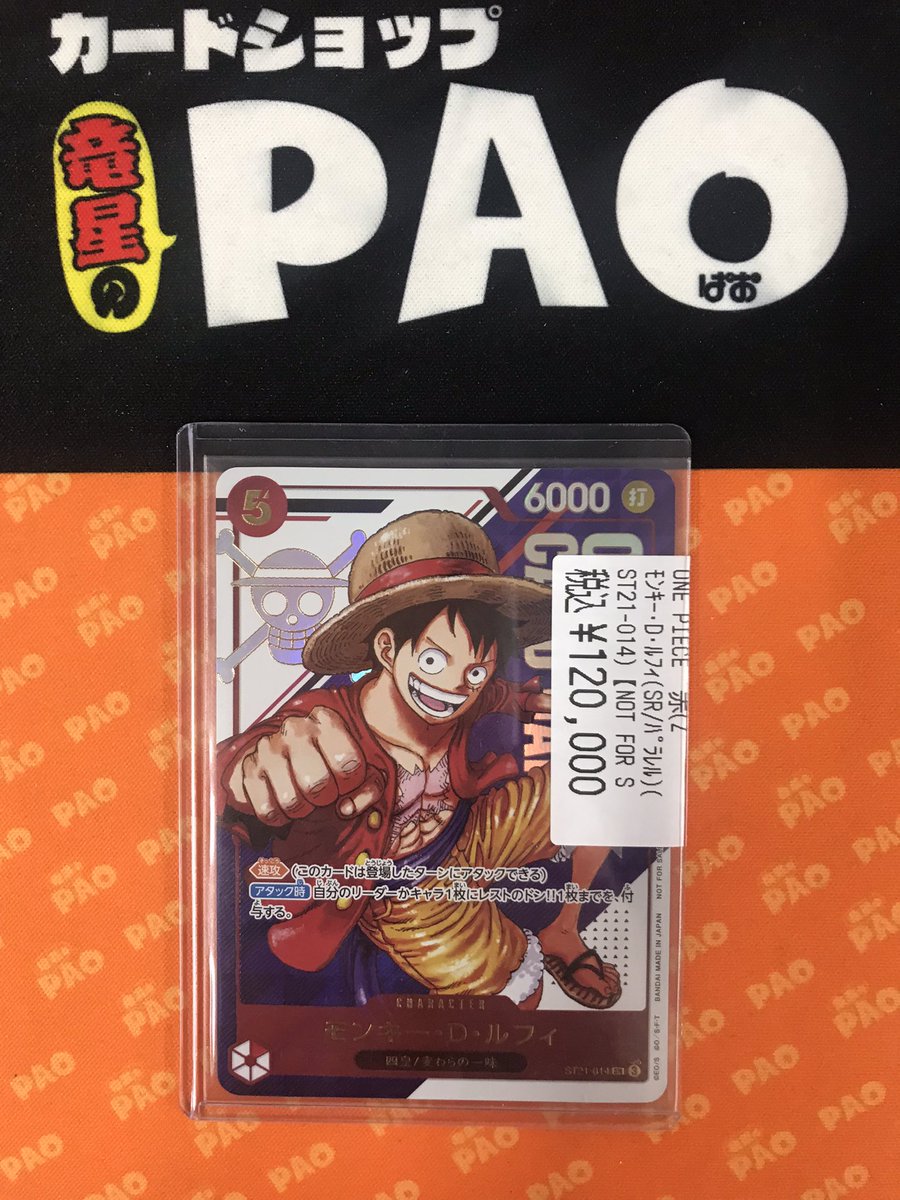 カードショップ
竜星の
PAO
ぱお
5
6000 打
ONE PIECE 赤(Z
ﾓﾝｷｰ・D・ﾙﾌィ(SR/ﾊﾟﾗﾚﾙ)(
ST21-014)【NOT FOR S
税込 ¥120,000
速攻 (このカードは登場したターンにアタックできる)
アタック時 自分のリーダーかキャラ1枚にレストのドン!!1枚までを、付
与する。
CHARACTER
モンキー・D・ルフィ
四皇/麦わらの一味
ST21-014 SR 3
©E.O/S ©O/S・F・T BANDAI MADE IN JAPAN NOT FOR SA